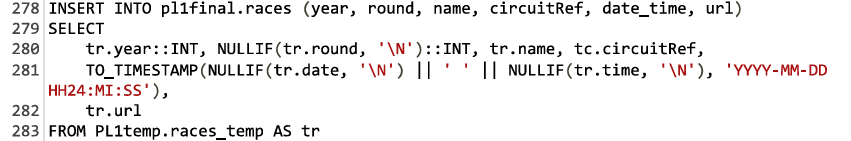 278 INSERT INTO pl1final.races (year, round, name, circuitRef, date_time, url)
279 SELECT
280     tr.year::INT, NULLIF(tr.round, '\N')::INT, tr.name, tc.circuitRef,
281     TO_TIMESTAMP(NULLIF(tr.date, '\N') || ' ' || NULLIF(tr.time, '\N'), 'YYYY-MM-DD
HH24:MI:SS'),
282     tr.url
283 FROM PL1temp.races_temp AS tr